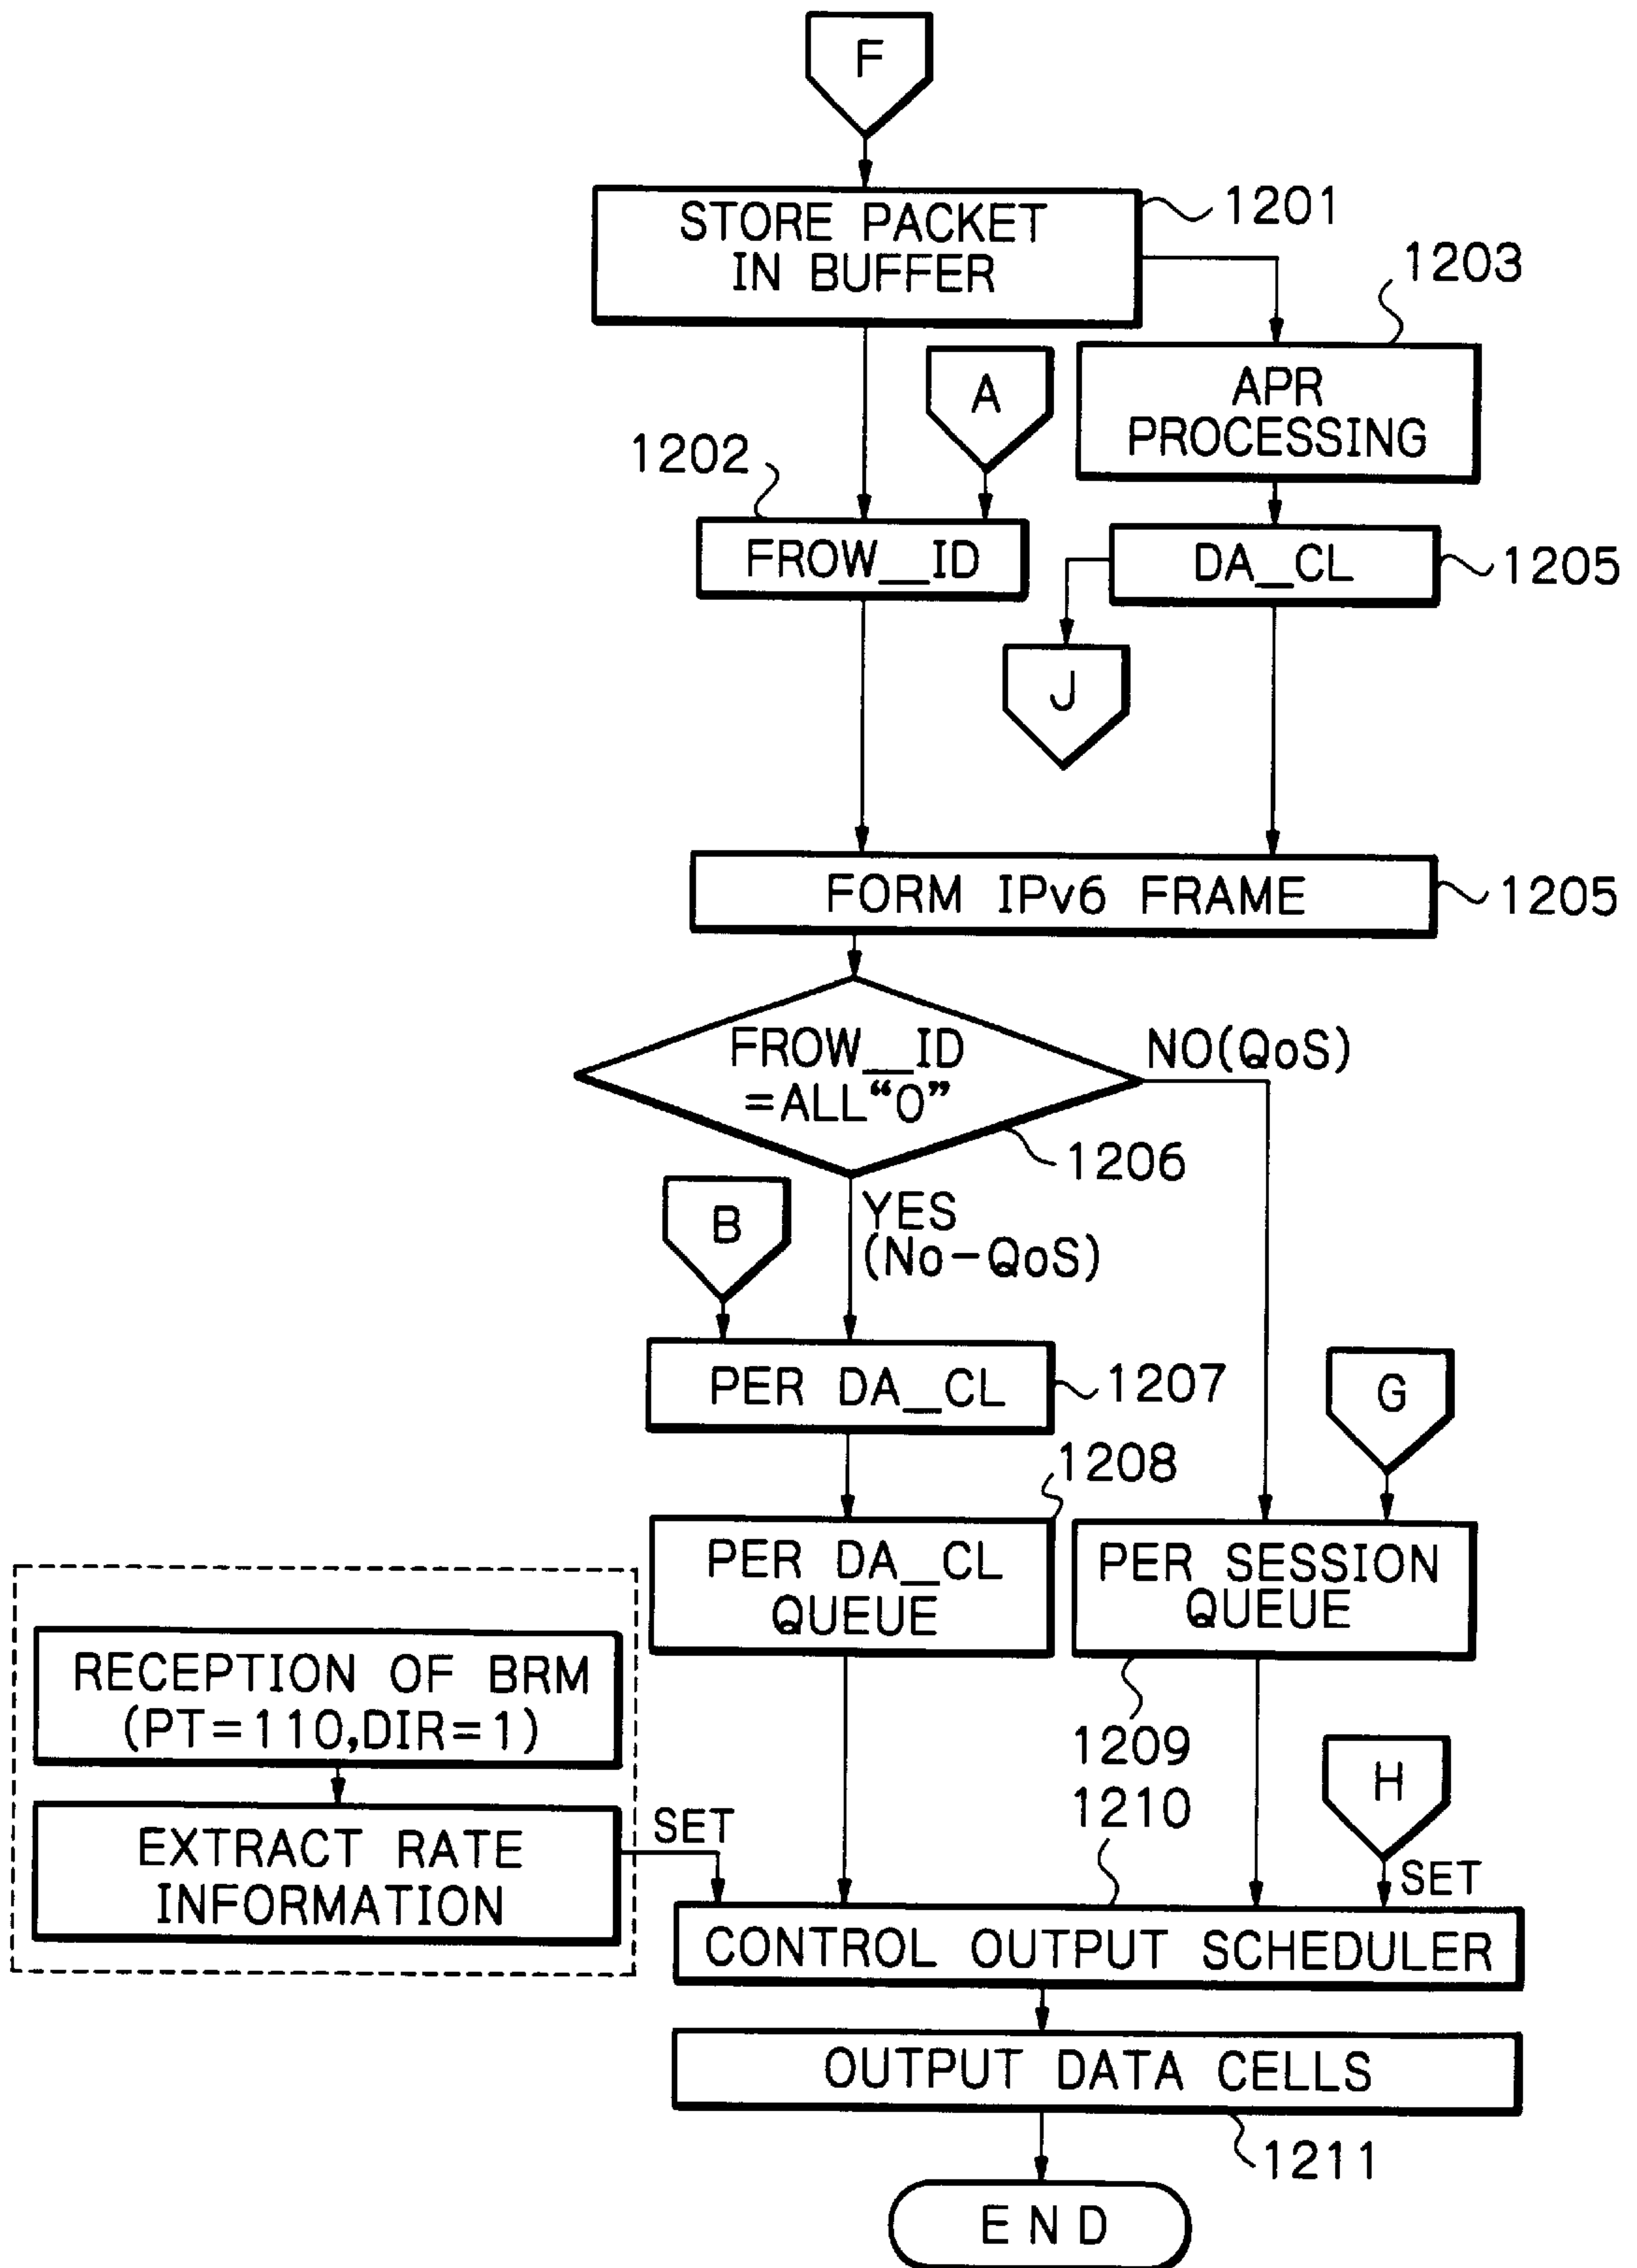 F
STORE PACKET
IN BUFFER
1201
1203
A
APR
PROCESSING
1202
FROW__ID
DA_CL
1205
J
FORM IPv6 FRAME
1205
FROW__ID
=ALL“0”
NO(QoS)
1206
B
YES
(No-QoS)
PER DA_CL
1207
G
1208
PER DA_CL
QUEUE
PER SESSION
QUEUE
RECEPTION OF BRM
(PT=110,DIR=1)
1209
1210
H
EXTRACT RATE
INFORMATION
SET
SET
CONTROL OUTPUT SCHEDULER
OUTPUT DATA CELLS
1211
END